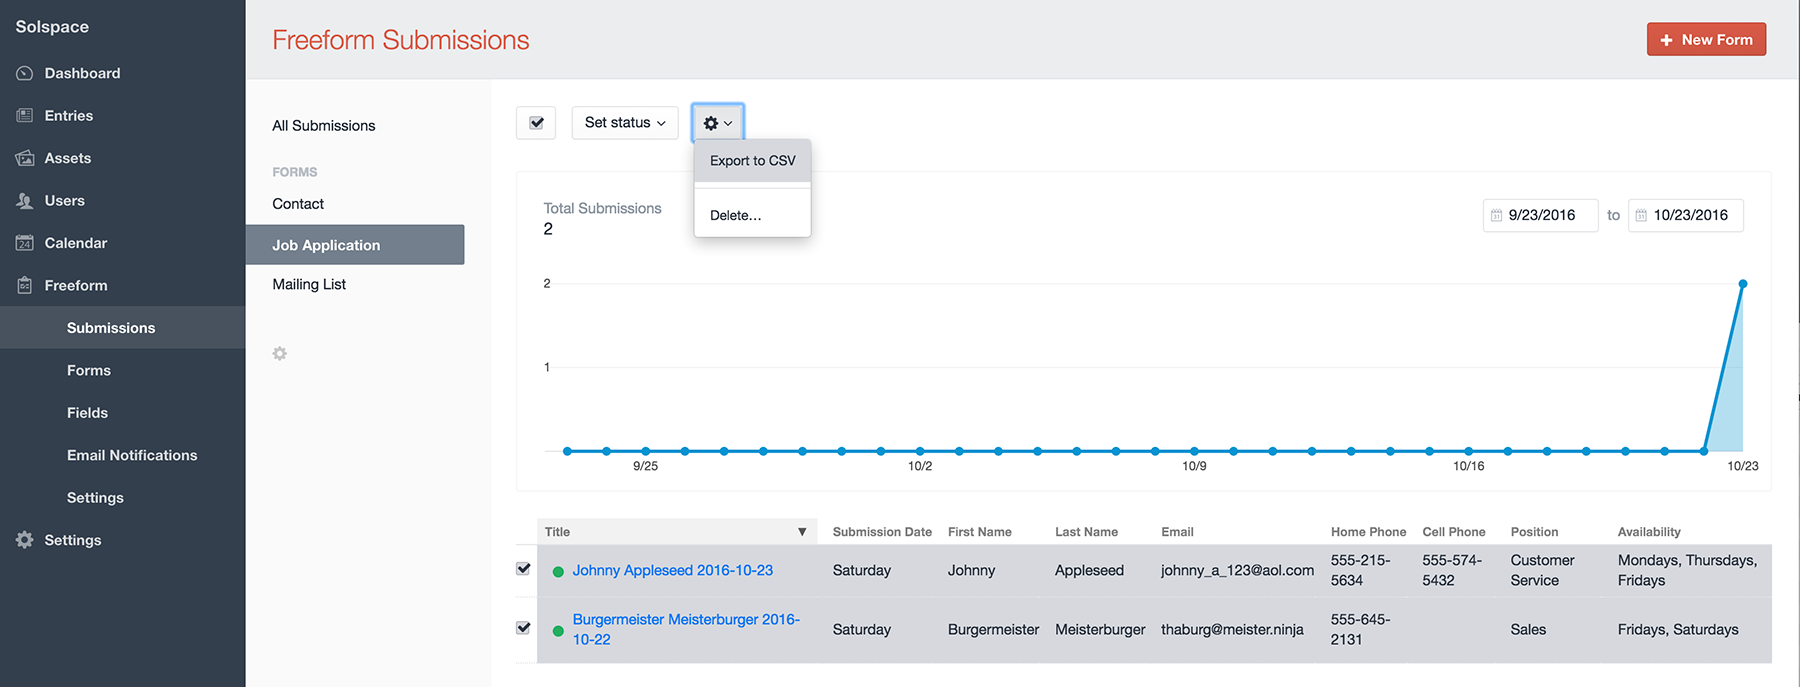 Solspace
Dashboard
Entries
Assets
Users
24
Calendar
Freeform
Submissions
Forms
Fields
Email Notifications
Settings
Settings
Freeform Submissions
+ New Form
All Submissions
FORMS
Contact
Job Application
Mailing List
Set status
Export to CSV
Delete…
Total Submissions
2
9/23/2016 to 10/23/2016
2
1
9/25 10/2 10/9 10/16 10/23
Title Submission Date First Name Last Name Email Home Phone Cell Phone Position Availability
Johnny Appleseed 2016-10-23 Saturday Johnny Appleseed johnny_a_123@aol.com 555-215- 555-574- Customer Mondays, Thursdays,
5634 5432 Service Fridays
Burgermeister Meisterburger 2016- Saturday Burgermeister Meisterburger thaburg@meister.ninja 555-645- Sales Fridays, Saturdays
10-22 2131